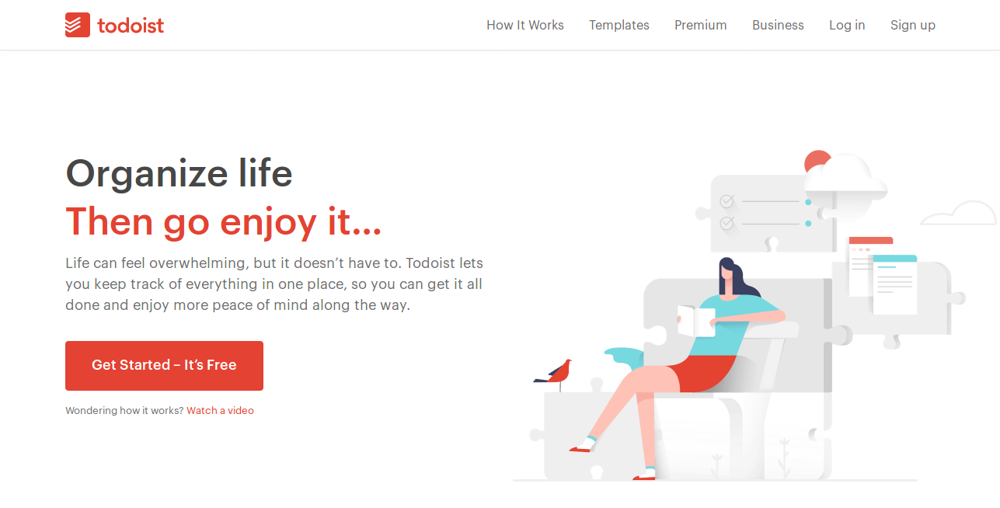 todoist
How It Works
Templates
Premium
Business
Log in
Sign up
Organize life
Then go enjoy it...
Life can feel overwhelming, but it doesn’t have to. Todoist lets
you keep track of everything in one place, so you can get it all
done and enjoy more peace of mind along the way.
Get Started – It’s Free
Wondering how it works? Watch a video